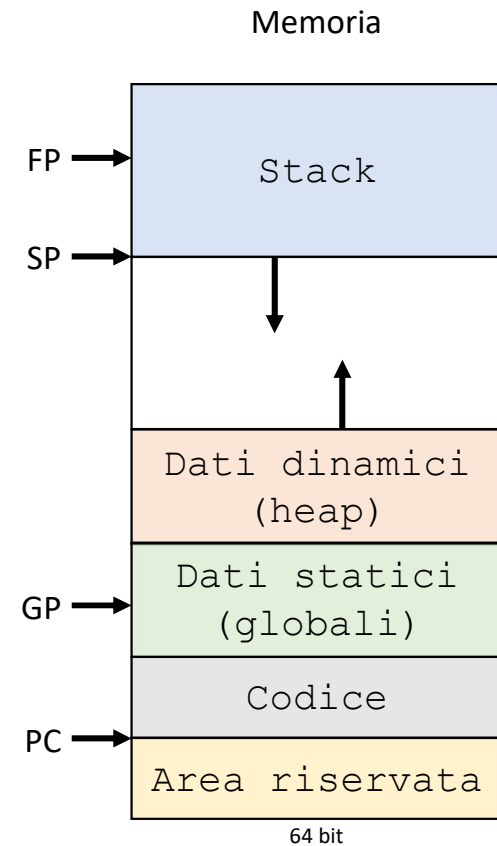 Memoria
FP
Stack
SP
Dati dinamici
(heap)
Dati statici
(globali)
GP
Codice
PC
Area riservata
64 bit